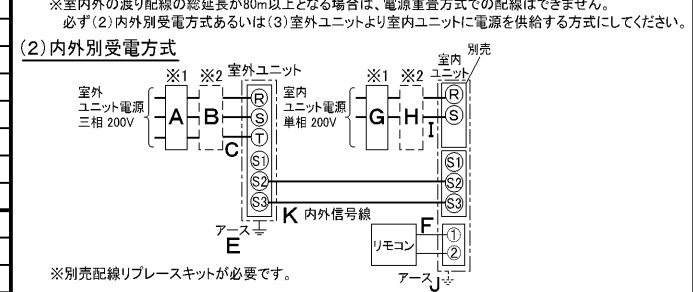 ※室内外の渡り配線の総延長が80m以上となる場合は、電源重畳方式での配線はできません。
必ず(2)内外別受電方式あるいは(3)室外ユニットより室内ユニットに電源を供給する方式にしてください。
(2)内外別受電方式
別売
※1 ※2 室外ユニット
※1 ※2 室内ユニット
室外
ユニット電源
三相 200V
A B C
R
S
T
S1
S2
S3
室内
ユニット電源
単相 200V
G H I
R
S
S1
S2
S3
K 内外信号線
アース
E
リモコン
F
①
②
アース
J
※別売配線リプレースキットが必要です。